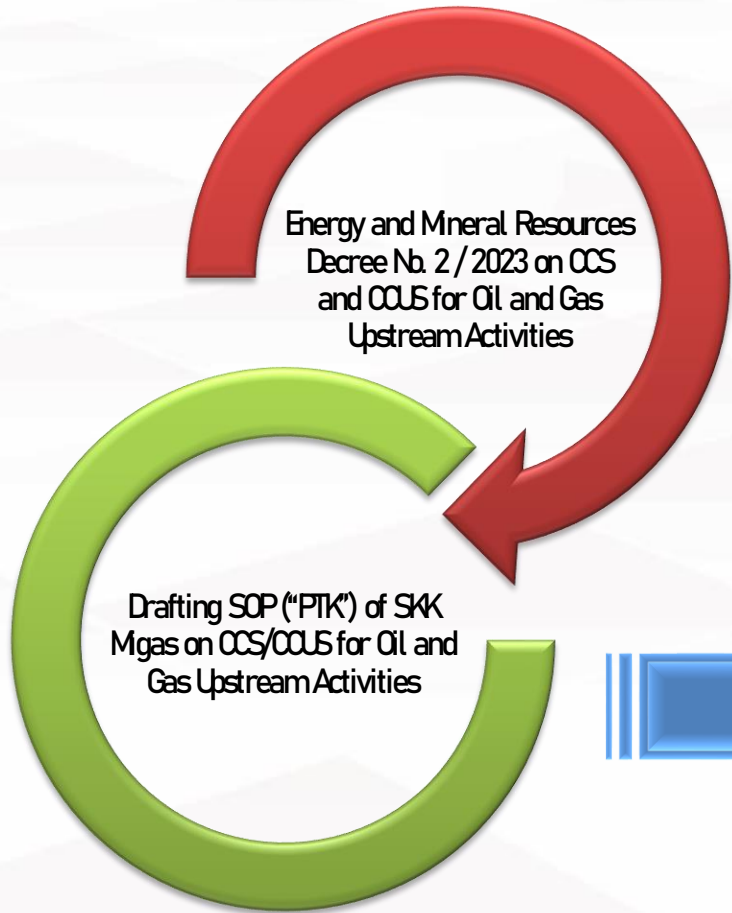 Energy and Mineral Resources
Decree No. 2 / 2023 on CCS
and CCUS for Oil and Gas
Upstream Activities
Drafting SOP (“PTK”) of SKK
Migas on CCS/CCUS for Oil and
Gas Upstream Activities